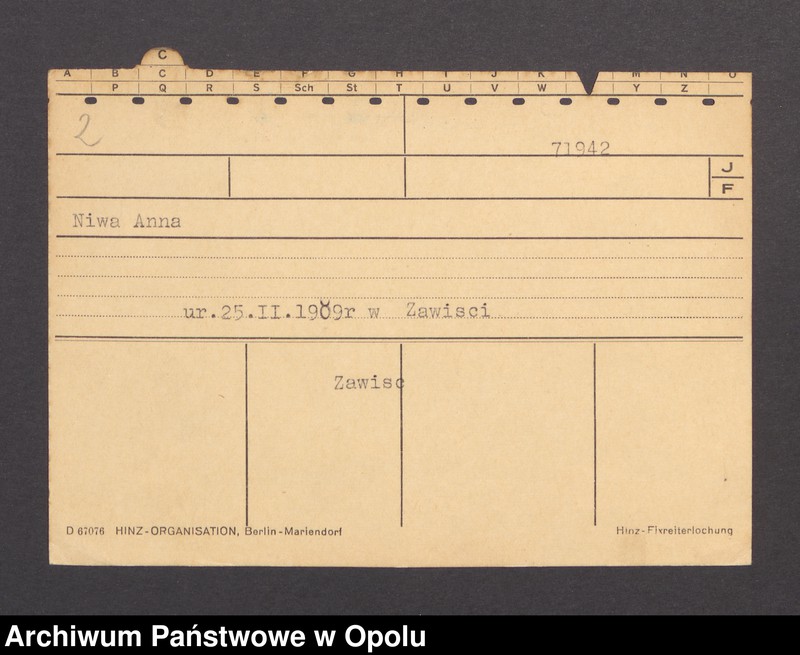 C
A B C D E F G H I J K M N O
P Q R S Sch St T U V W Y Z
2
71942
J
F
Niwa Anna
ur.25.II.1909r w Zawisci
Zawisc
D 67076 HINZ-ORGANISATION, Berlin-Mariendorf
Hinz-Fixreiterlochung
Archiwum Państwowe w Opolu